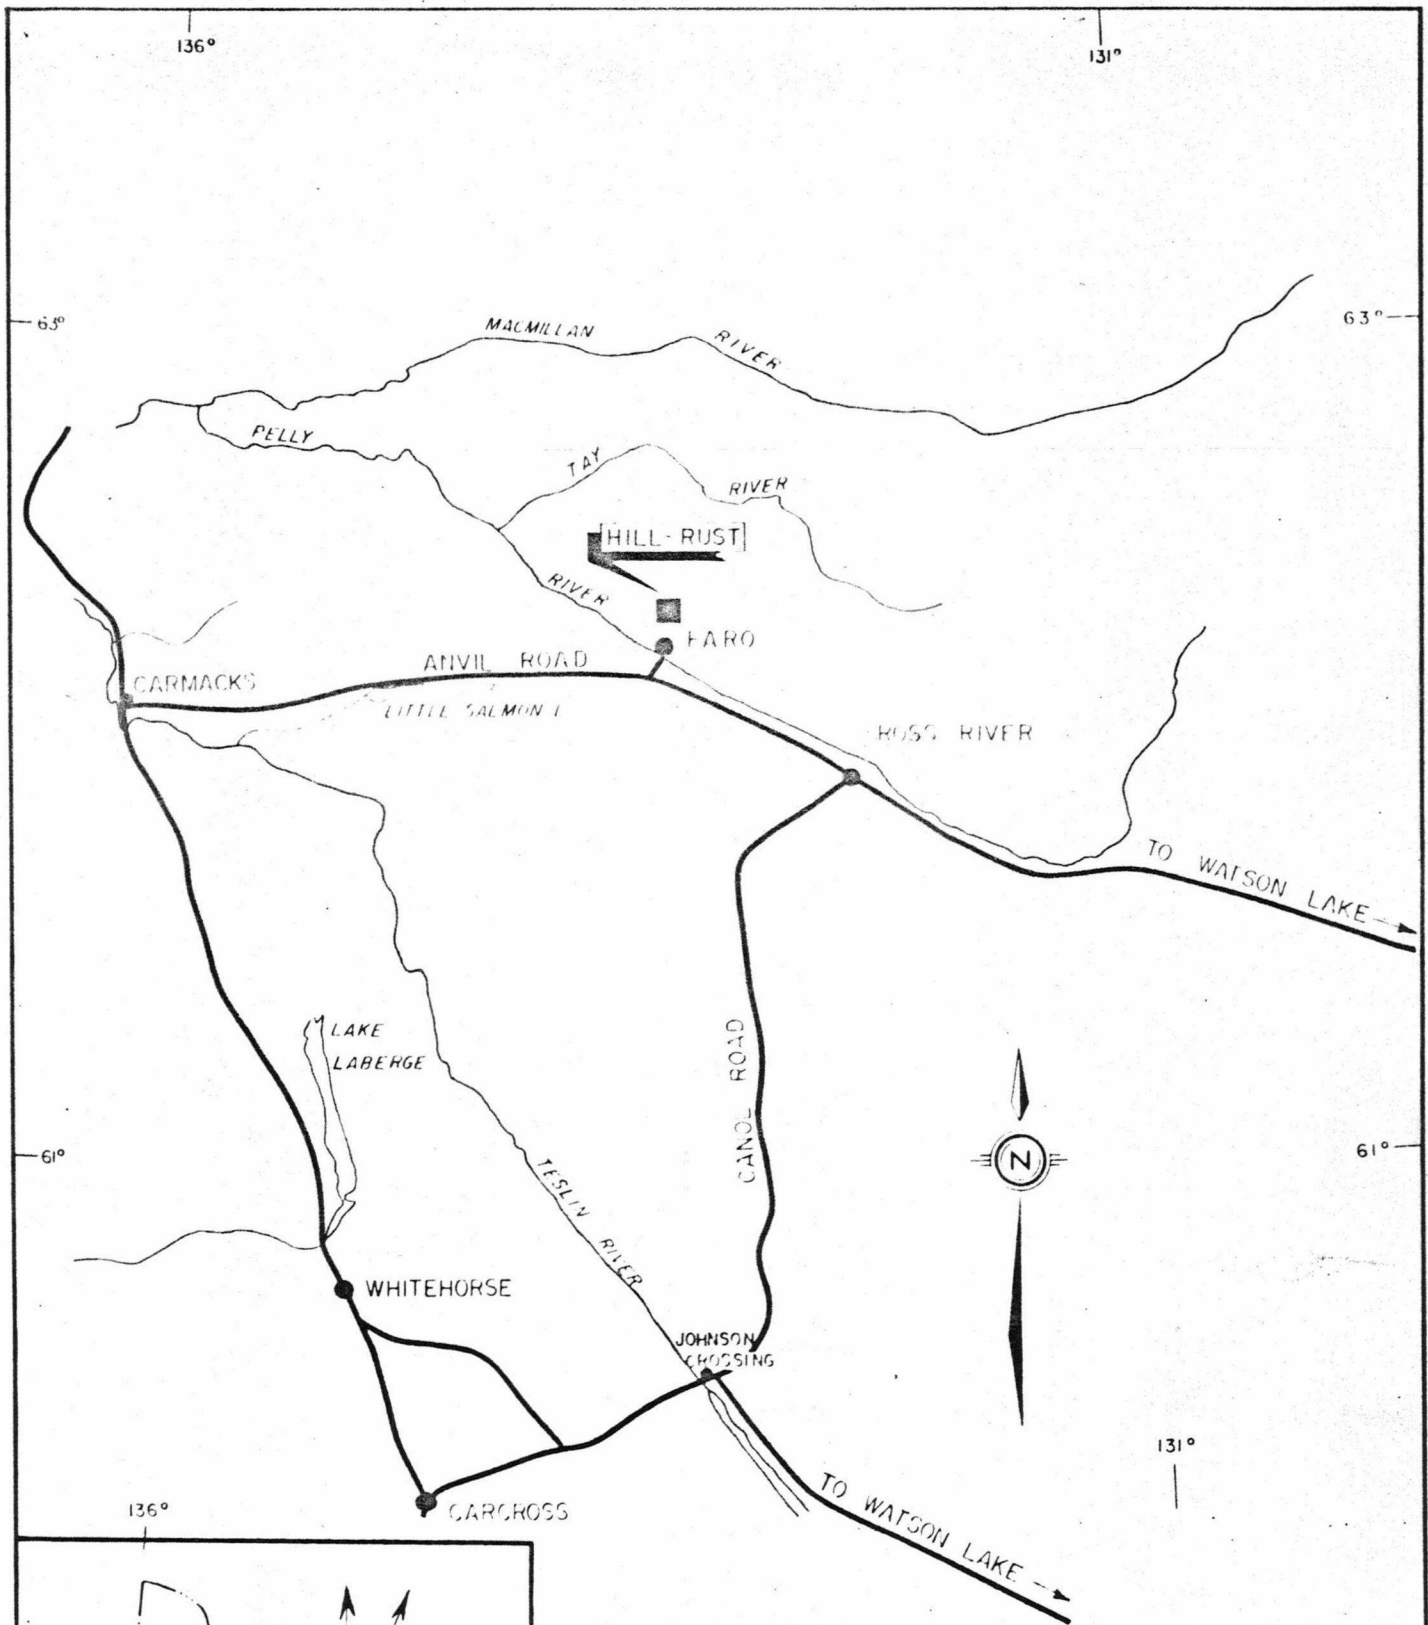 136°
131°
63°
63°
MACMILLAN RIVER
PELLY
TAY RIVER
HILL-RUST
RIVER
FARO
ANVIL ROAD
CARMACKS
LITTLE SALMON L
ROSS RIVER
TO WATSON LAKE
LAKE
LABERGE
CANOL ROAD
61°
61°
N
TESLIN RIVER
WHITEHORSE
JOHNSON
CROSSING
131°
TO WATSON LAKE
136°
CARCROSS